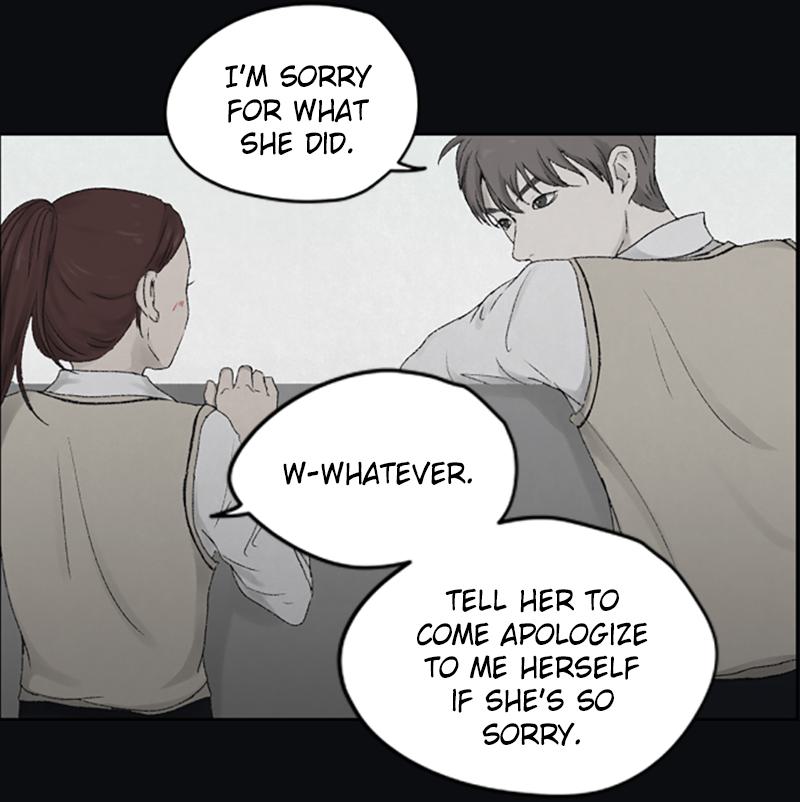 I'M SORRY
FOR WHAT
SHE DID.
W-WHATEVER.
TELL HER TO
COME APOLOGIZE
TO ME HERSELF
IF SHE'S SO
SORRY.